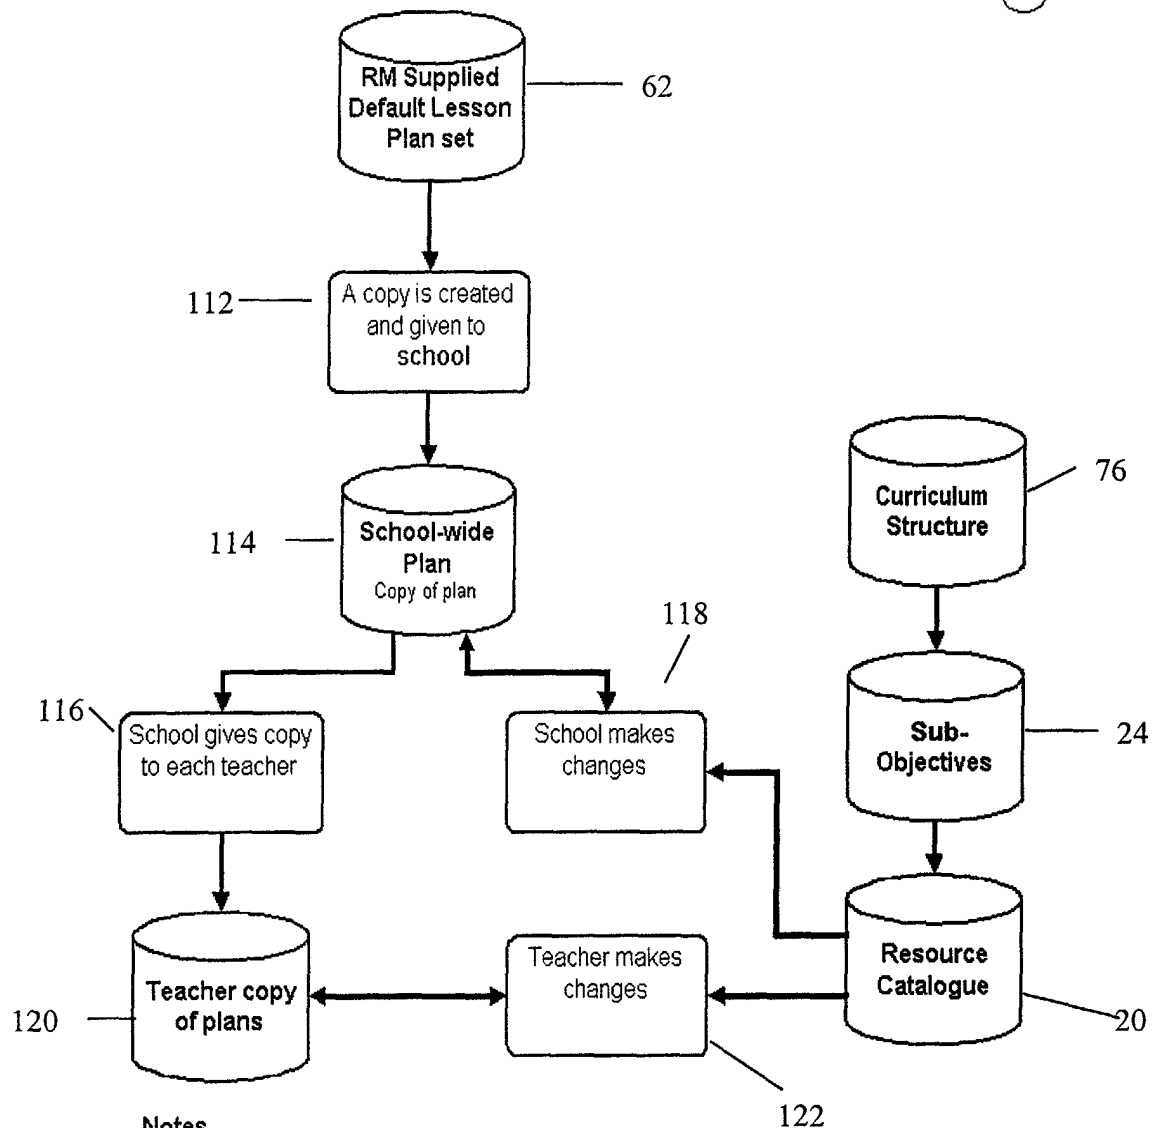 RM Supplied
Default Lesson
Plan set
62
112
A copy is created
and given to
school
114
School-wide
Plan
Copy of plan
Curriculum
Structure
76
118
116
School gives copy
to each teacher
School makes
changes
Sub-
Objectives
24
120
Teacher copy
of plans
Teacher makes
changes
Resource
Catalogue
20
122
Notes